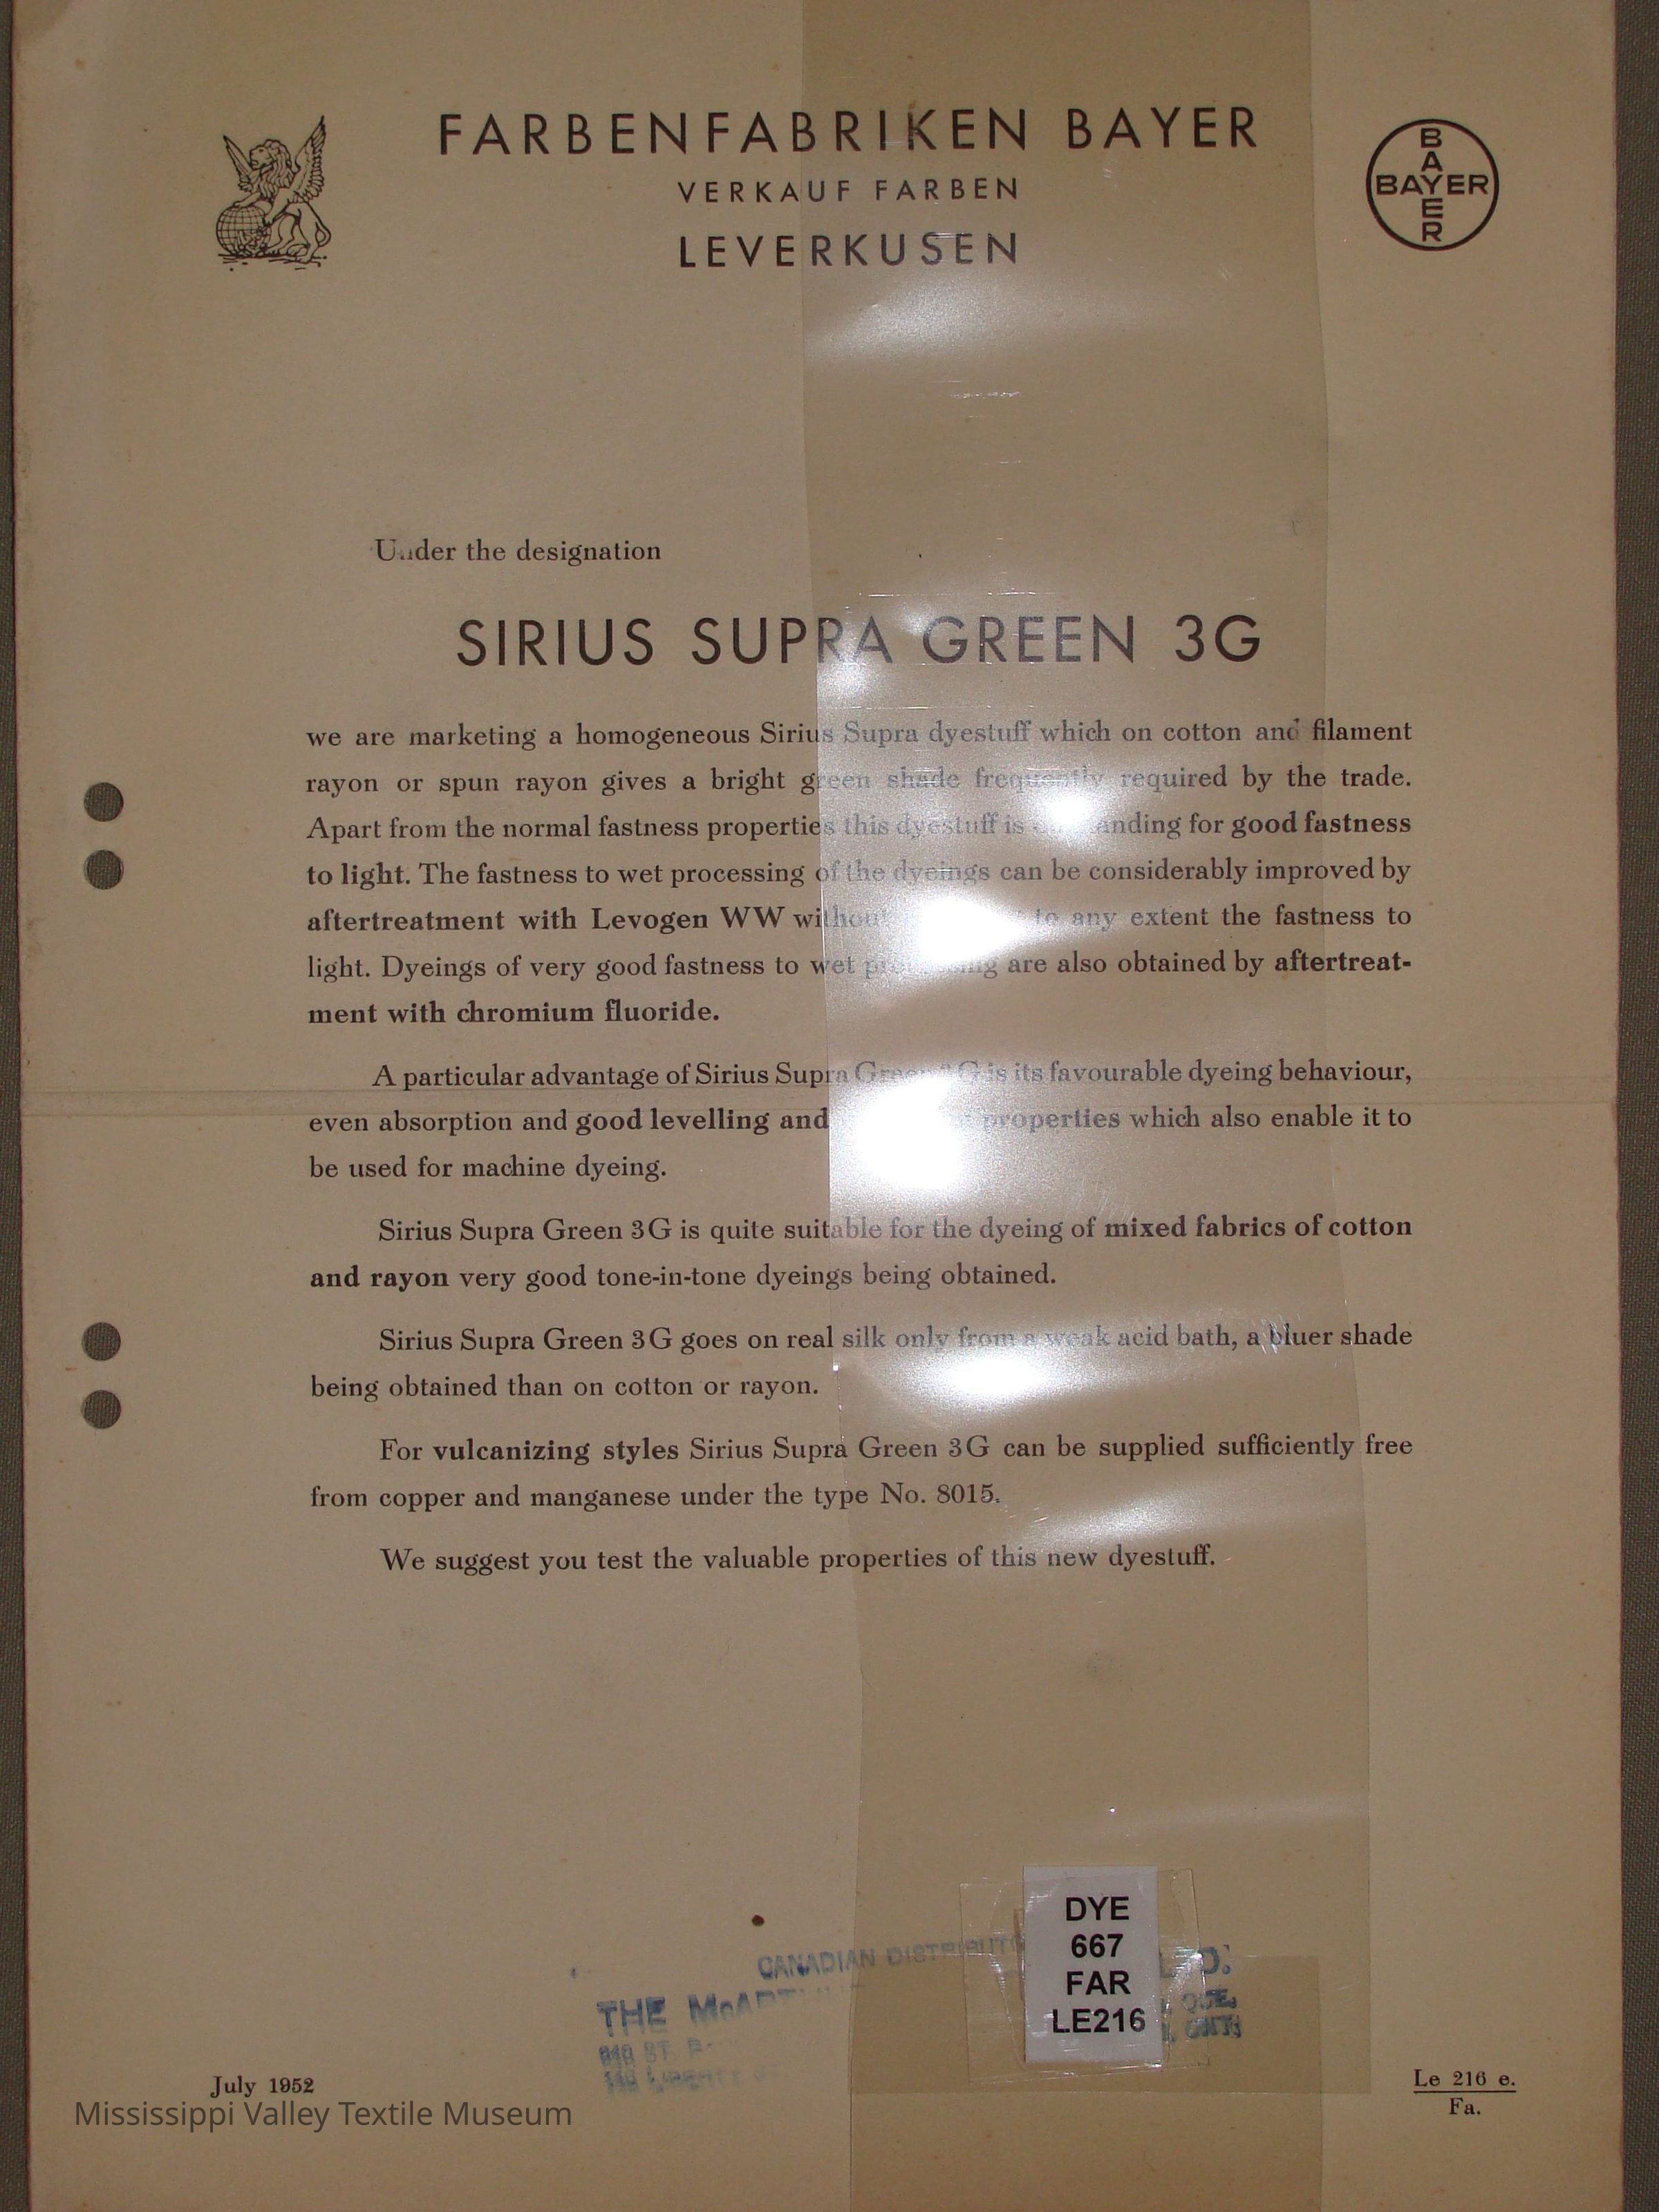 FARBENFABRIKEN BAYER
VERKAUF FARBEN
LEVERKUSEN
B
A
BAYER
E
R
Under the designation
SIRIUS SUPRA GREEN 3G
we are marketing a homogeneous Sirius Supra dyestuff which on cotton and filament
rayon or spun rayon gives a bright green shade frequently required by the trade.
Apart from the normal fastness properties this dyestuff is outstanding for good fastness
to light. The fastness to wet processing of the dyeings can be considerably improved by
aftertreatment with Levogen WW without to any extent the fastness to
light. Dyeings of very good fastness to wet processing are also obtained by aftertreat-
ment with chromium fluoride.
A particular advantage of Sirius Supra Green 3G is its favourable dyeing behaviour,
even absorption and good levelling and properties which also enable it to
be used for machine dyeing.
Sirius Supra Green 3G is quite suitable for the dyeing of mixed fabrics of cotton
and rayon very good tone-in-tone dyeings being obtained.
Sirius Supra Green 3G goes on real silk only from a weak acid bath, a bluer shade
being obtained than on cotton or rayon.
For vulcanizing styles Sirius Supra Green 3G can be supplied sufficiently free
from copper and manganese under the type No. 8015.
We suggest you test the valuable properties of this new dyestuff.
CANADIAN
THE LTD.
ST. QUE.
ONT.
DYE
667
FAR
LE216
July 1952
Le 216 e.
Fa.
Mississippi Valley Textile Museum